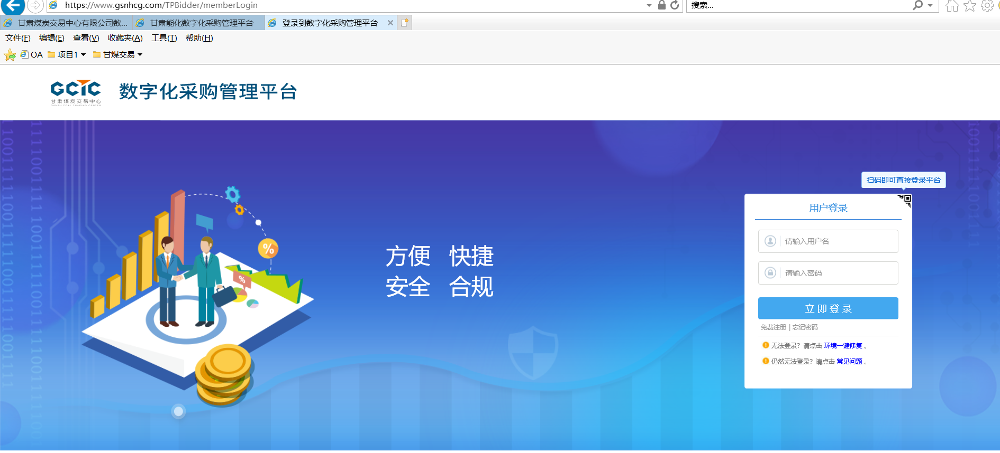 https://www.gsnhcg.com/TPBidder/memberLogin
搜索...
甘肃煤炭交易中心有限公司数...
甘肃能化数字化采购管理平台
登录到数字化采购管理平台
文件(F) 编辑(E) 查看(V) 收藏夹(A) 工具(T) 帮助(H)
OA 项目1 甘煤交易
GCTC
甘肃煤炭交易中心
GANSU COAL TRADING CENTER
数字化采购管理平台
扫码即可直接登录平台
用户登录
请输入用户名
请输入密码
立即登录
免费注册 | 忘记密码
无法登录？请点击 环境一键修复 。
仍然无法登录？请点击 常见问题 。
方便 快捷
安全 合规
%
%